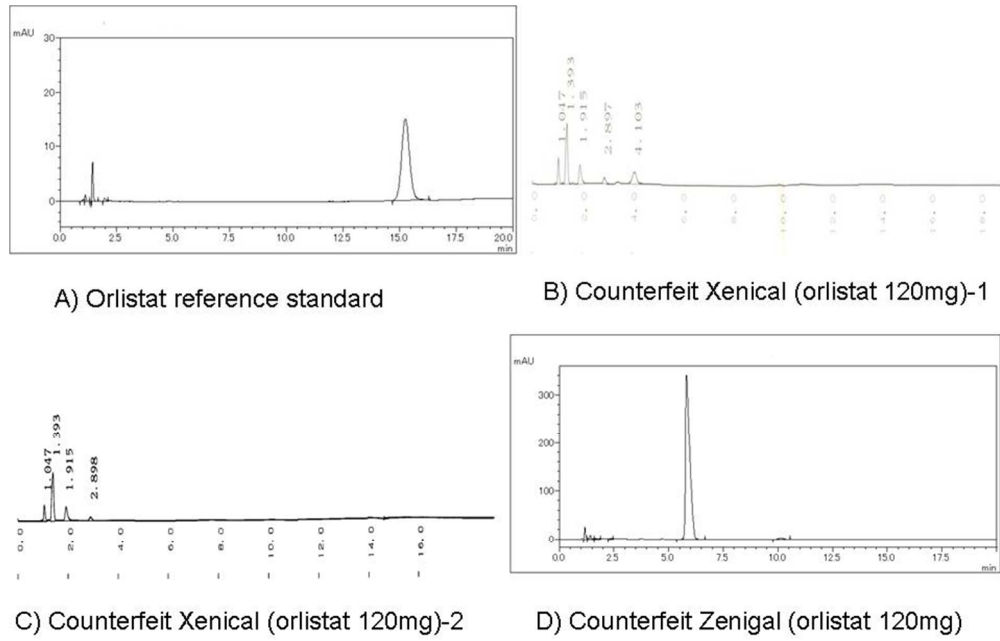 mAU
30
20
10
0
0.0 2.5 5.0 7.5 10.0 12.5 15.0 17.5 20.0
min
A) Orlistat reference standard
1.047
1.393
1.915
2.897
4.103
B) Counterfeit Xenical (orlistat 120mg)-1
1.047
1.393
1.915
2.898
0.0 2.0 4.0 6.0 8.0 10.0 12.0 14.0 16.0
C) Counterfeit Xenical (orlistat 120mg)-2
mAU
300
200
100
0
0.0 2.5 5.0 7.5 10.0 12.5 15.0 17.5
min
D) Counterfeit Zenigal (orlistat 120mg)